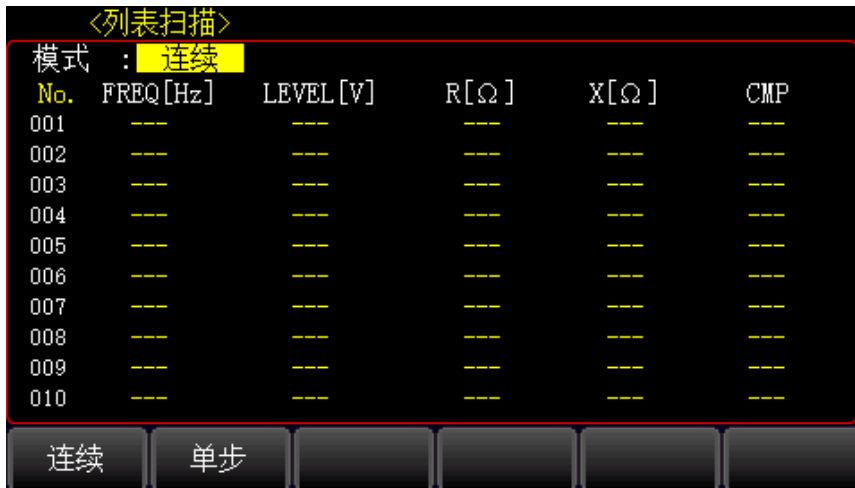 <列表扫描>
模式 : 连续
No. FREQ[Hz] LEVEL[V] R[Ω] X[Ω] CMP
001 --- --- --- --- ---
002 --- --- --- --- ---
003 --- --- --- --- ---
004 --- --- --- --- ---
005 --- --- --- --- ---
006 --- --- --- --- ---
007 --- --- --- --- ---
008 --- --- --- --- ---
009 --- --- --- --- ---
010 --- --- --- --- ---
连续 单步